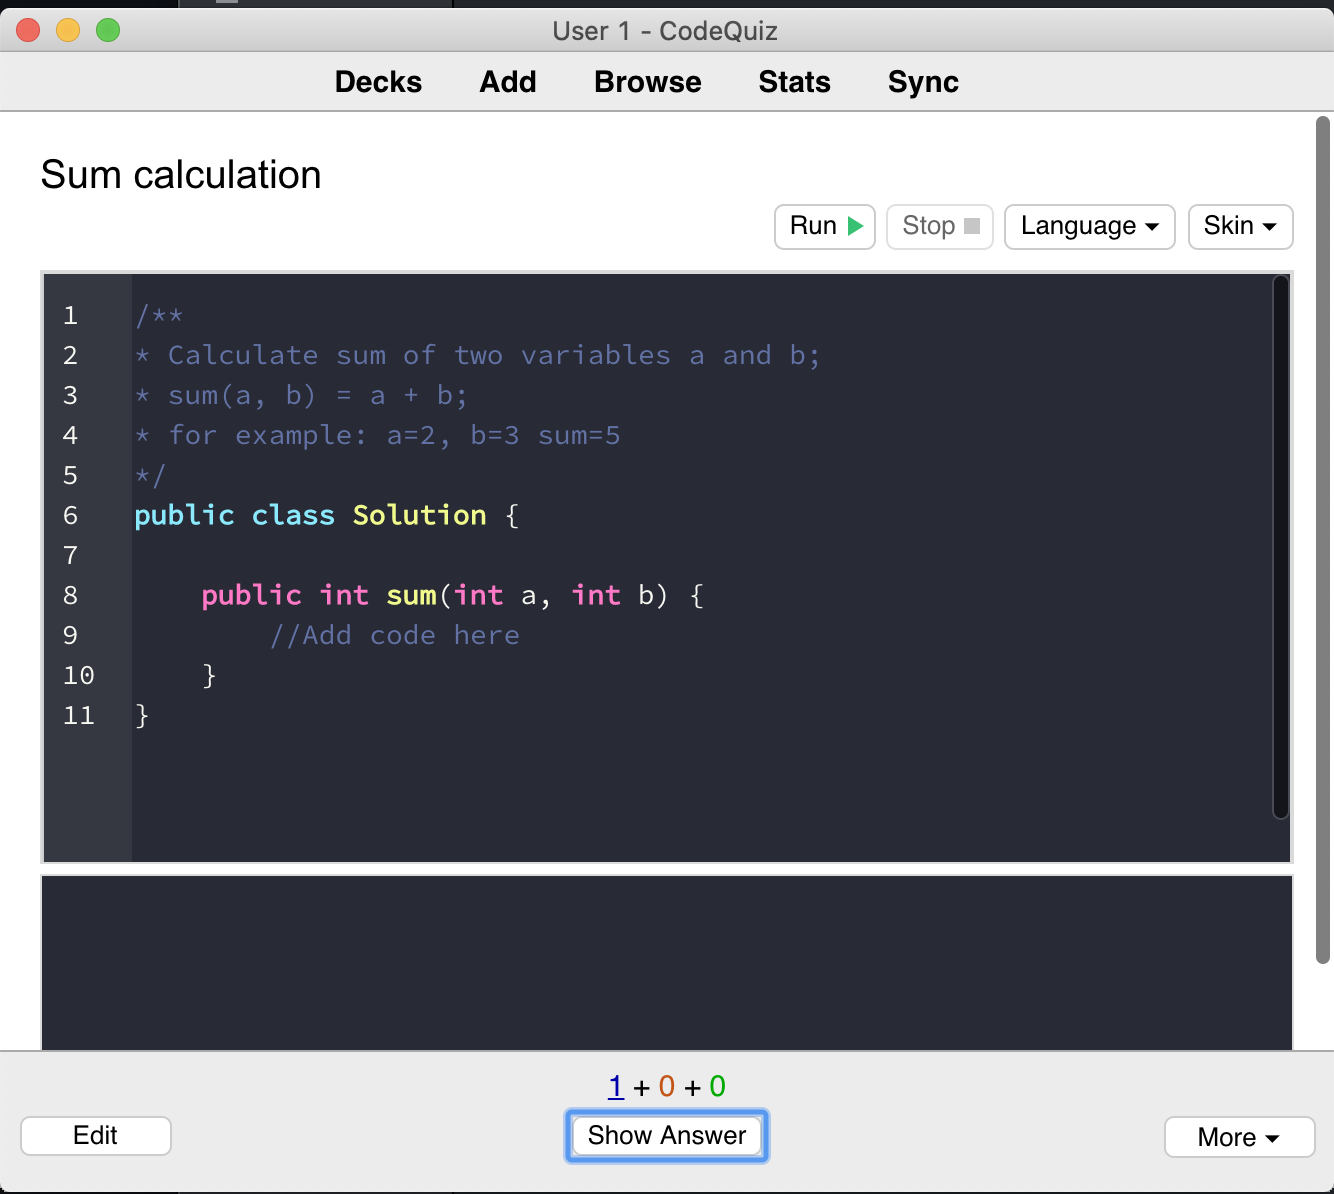 User 1 - CodeQuiz
Decks Add Browse Stats Sync
Sum calculation
Run Stop Language Skin
1 /**
2 * Calculate sum of two variables a and b;
3 * sum(a, b) = a + b;
4 * for example: a=2, b=3 sum=5
5 */
6 public class Solution {
7
8 public int sum(int a, int b) {
9 //Add code here
10 }
11 }
1 + 0 + 0
Edit Show Answer More